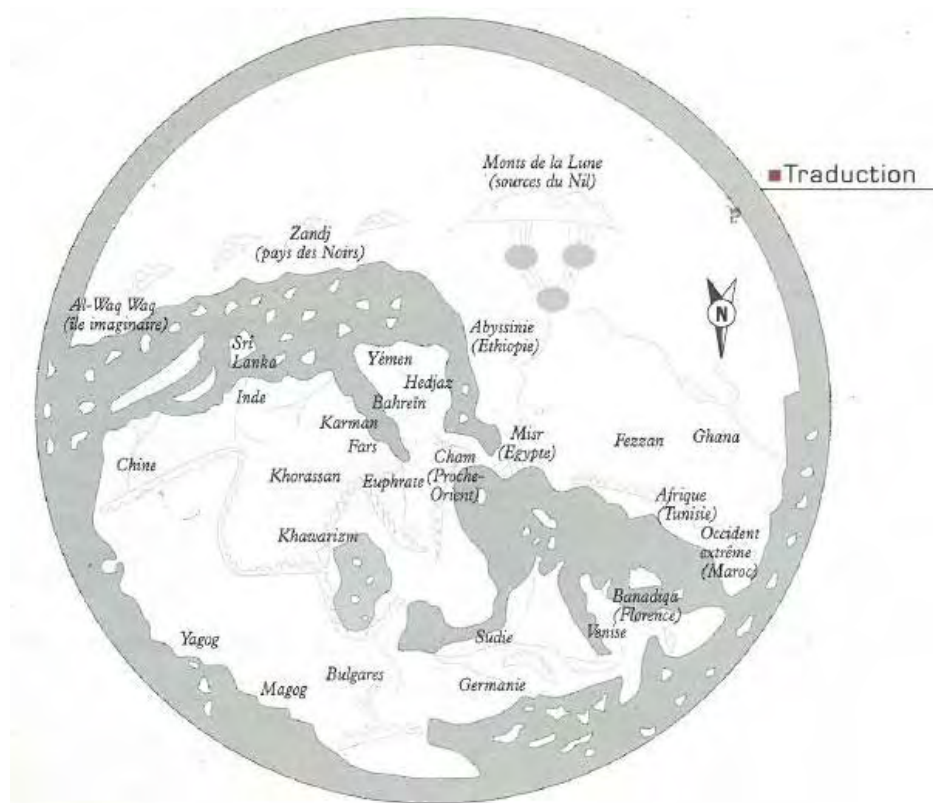 Monts de la Lune
(sources du Nil)
■Traduction
Zandj
(pays des Noirs)
Al-Waq Waq
(île imaginaire)
N
Abyssinie
(Ethiopie)
Sri
Lanka
Yémen
Hedjaz
Inde
Bahreïn
Karman
Fars
Misr
(Egypte)
Fezzan
Ghana
Chine
Khorassan
Euphrate
Cham
(Proche-
Orient)
Afrique
(Tunisie)
Khawarizm
Occident
extrême
(Maroc)
Banadiqa
(Florence)
Venise
Sudie
Yagog
Bulgares
Magog
Germanie